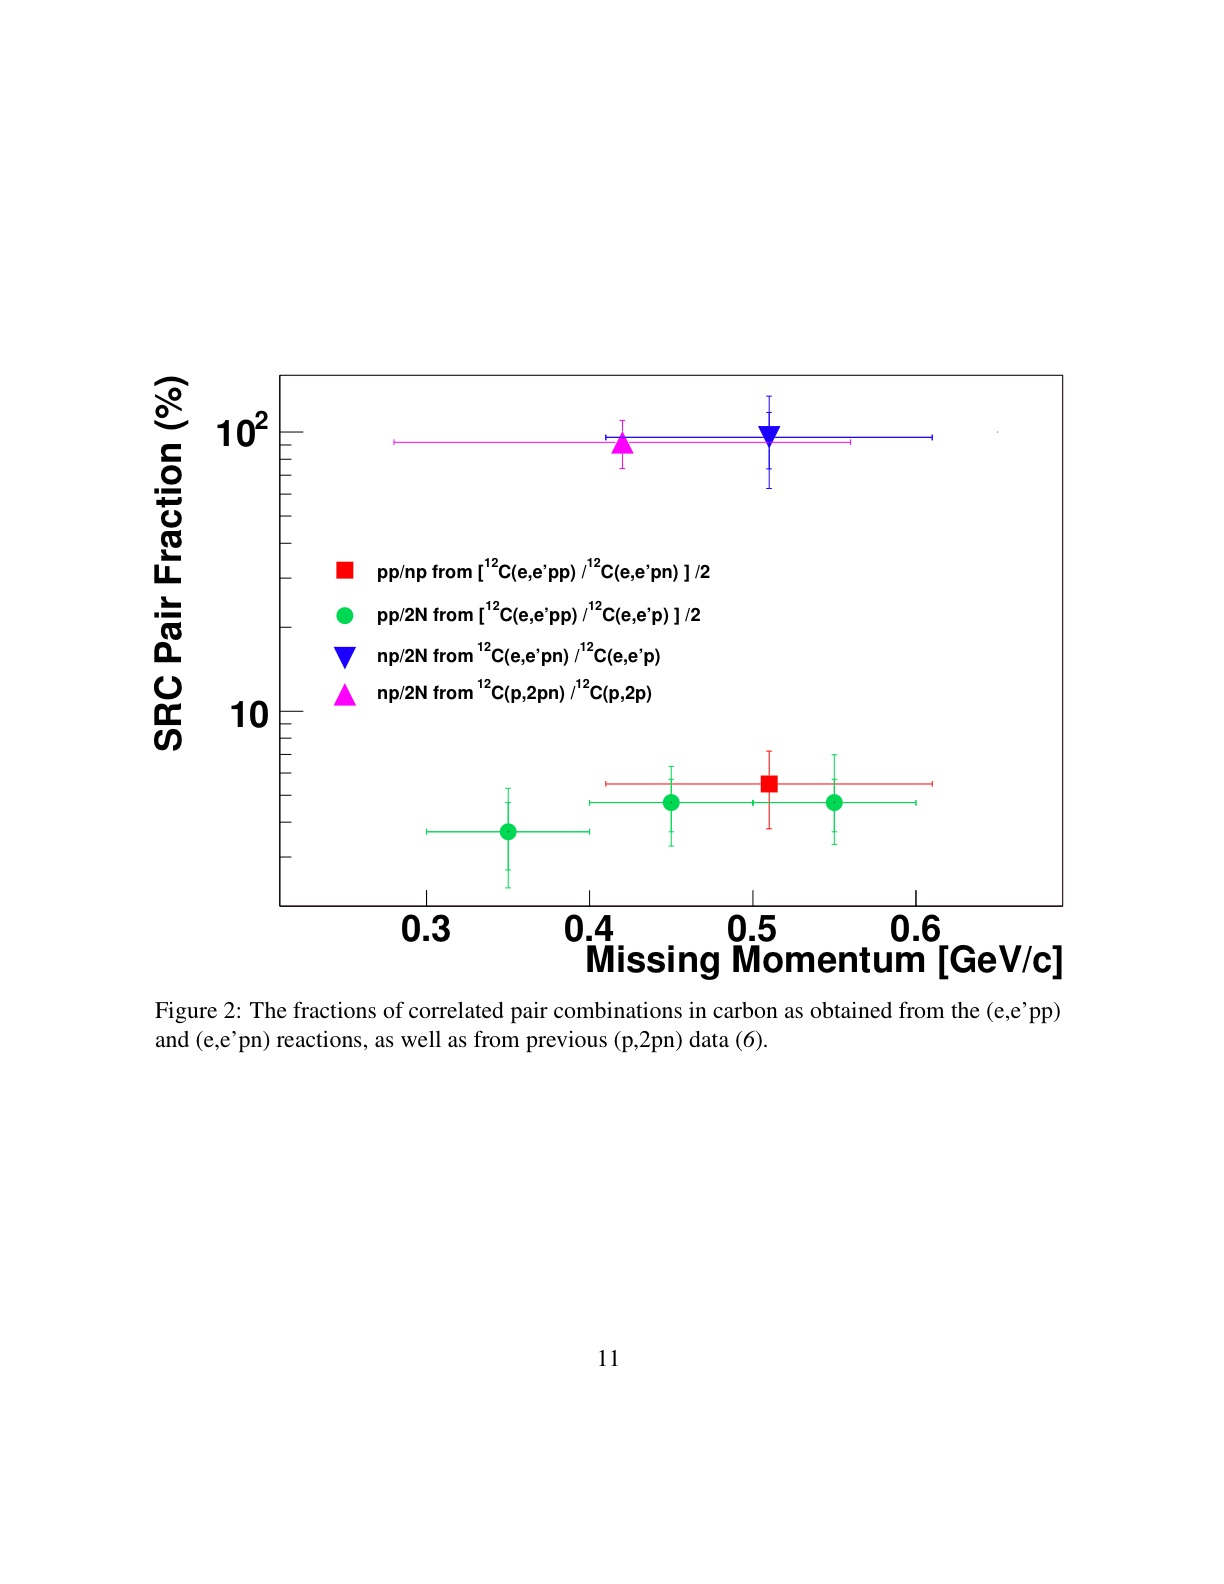 SRC Pair Fraction (%)
10²
10
pp/np from [¹²C(e,e’pp) /¹²C(e,e’pn) ] /2
pp/2N from [¹²C(e,e’pp) /¹²C(e,e’p) ] /2
np/2N from ¹²C(e,e’pn) /¹²C(e,e’p)
np/2N from ¹²C(p,2pn) /¹²C(p,2p)
0.3 0.4 0.5 0.6
Missing Momentum [GeV/c]
Figure 2: The fractions of correlated pair combinations in carbon as obtained from the (e,e’pp)
and (e,e’pn) reactions, as well as from previous (p,2pn) data (6).
11